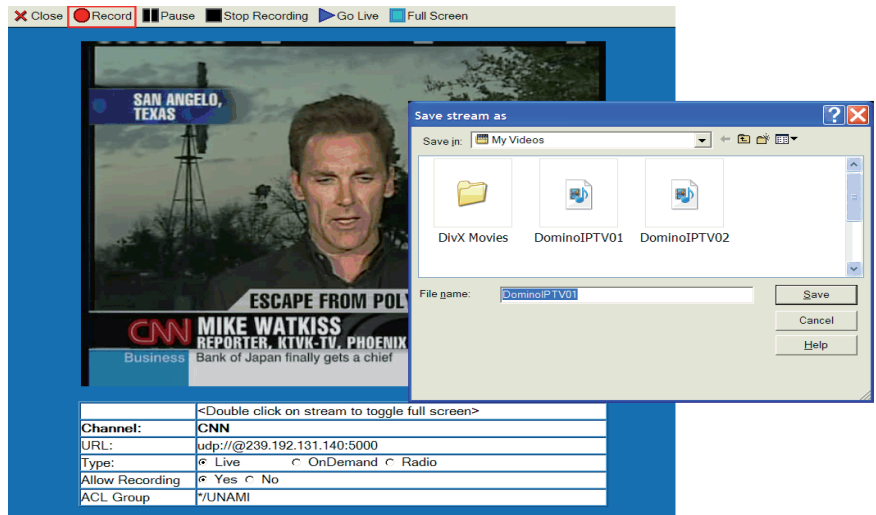 Close Record Pause Stop Recording Go Live Full Screen
SAN ANGELO,
TEXAS
ESCAPE FROM POL
CNN MIKE WATKISS
REPORTER, KTVK-TV, PHOENIX
Business Bank of Japan finally gets a chief
Save stream as
Save in: My Videos
DivX Movies DominoIPTV01 DominoIPTV02
File name: DominoIPTV01 Save
Cancel
Help
<Double click on stream to toggle full screen>
Channel: CNN
URL: udp://@239.192.131.140:5000
Type: Live OnDemand Radio
Allow Recording Yes No
ACL Group */UNAMI